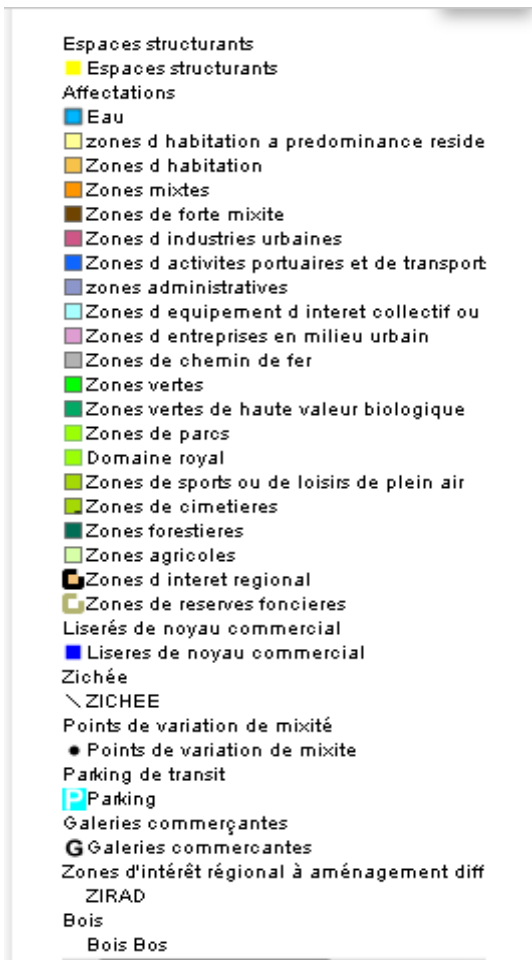 Espaces structurants
Espaces structurants
Affectations
Eau
zones d habitation a predominance reside
Zones d habitation
Zones mixtes
Zones de forte mixite
Zones d industries urbaines
Zones d activites portuaires et de transport
zones administratives
Zones d equipement d interet collectif ou
Zones d entreprises en milieu urbain
Zones de chemin de fer
Zones vertes
Zones vertes de haute valeur biologique
Zones de parcs
Domaine royal
Zones de sports ou de loisirs de plein air
Zones de cimetieres
Zones forestieres
Zones agricoles
Zones d interet regional
Zones de reserves foncieres
Liserés de noyau commercial
Liseres de noyau commercial
Zichée
ZICHEE
Points de variation de mixité
Points de variation de mixite
Parking de transit
P Parking
Galeries commerçantes
G Galeries commercantes
Zones d'intérêt régional à aménagement diff
ZIRAD
Bois
Bois Bos